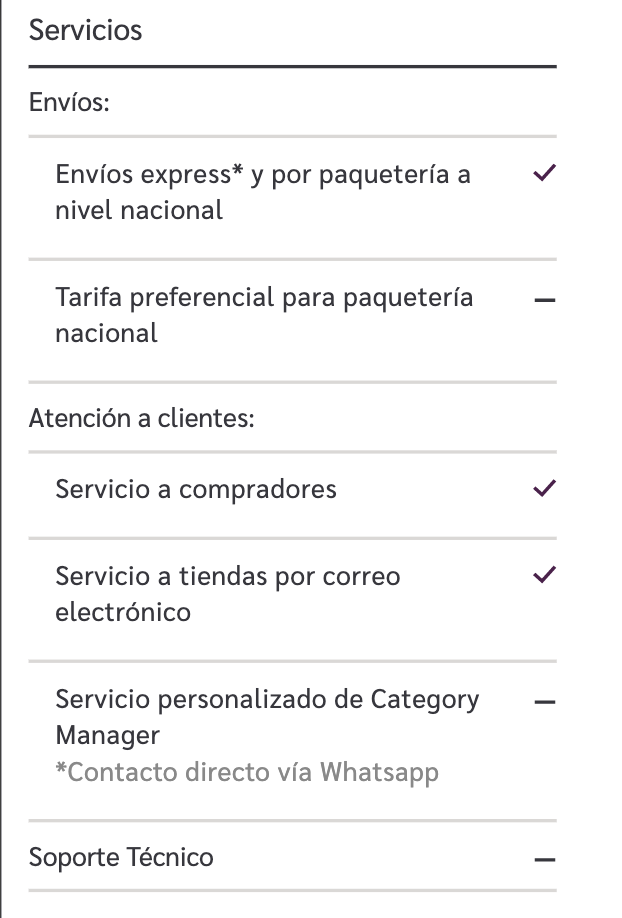 Servicios
Envíos:
Envíos express* y por paquetería a
nivel nacional
Tarifa preferencial para paquetería
nacional
Atención a clientes:
Servicio a compradores
Servicio a tiendas por correo
electrónico
Servicio personalizado de Category
Manager
*Contacto directo vía Whatsapp
Soporte Técnico